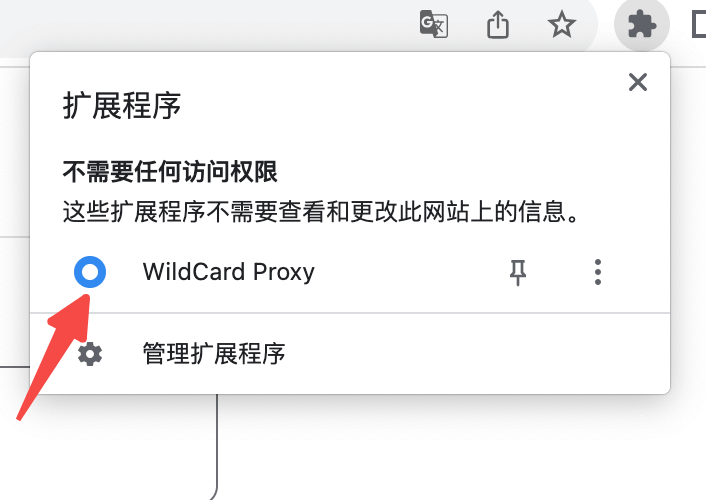 扩展程序
不需要任何访问权限
这些扩展程序不需要查看和更改此网站上的信息。
WildCard Proxy
管理扩展程序